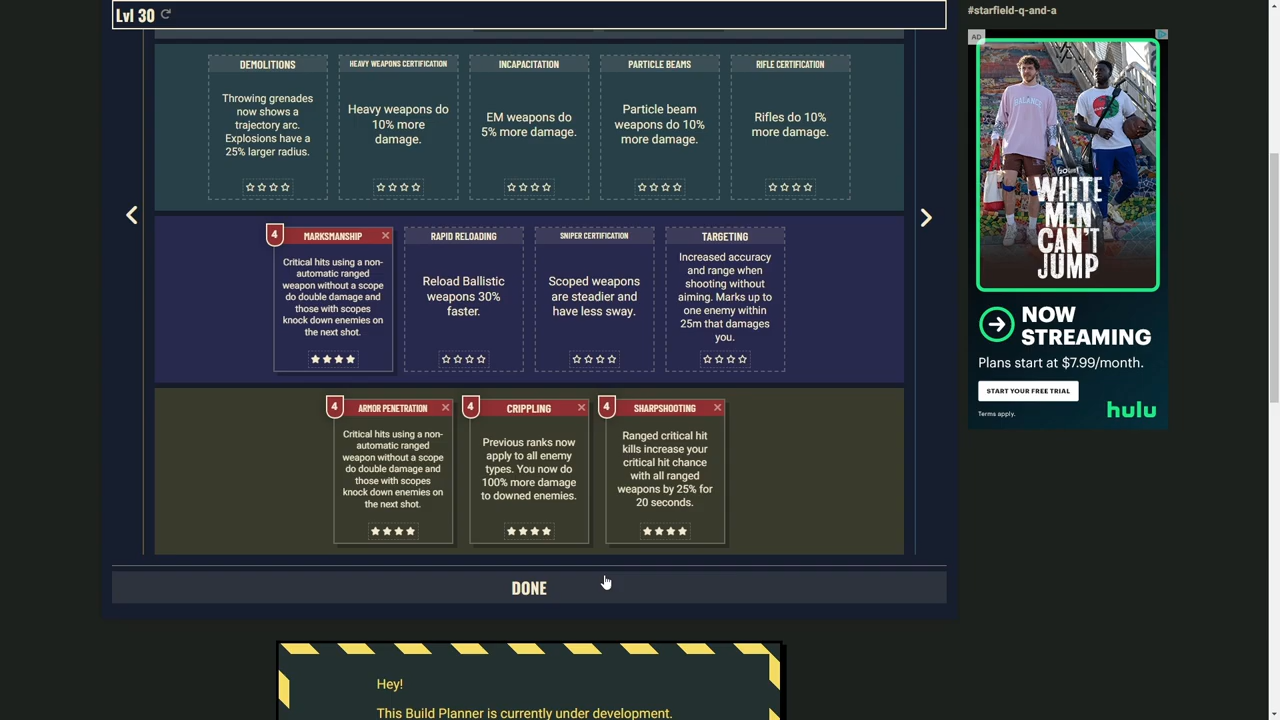 Lvl 30
#starfield-q-and-a
DEMOLITIONS
Throwing grenades
now shows a
trajectory arc.
Explosions have a
25% larger radius.
HEAVY WEAPONS CERTIFICATION
Heavy weapons do
10% more
damage.
INCAPACITATION
EM weapons do
5% more damage.
PARTICLE BEAMS
Particle beam
weapons do 10%
more damage.
RIFLE CERTIFICATION
Rifles do 10%
more damage.
4
MARKSMANSHIP
Critical hits using a non-
automatic ranged
weapon without a scope
do double damage and
those with scopes
knock down enemies on
the next shot.
RAPID RELOADING
Reload Ballistic
weapons 30%
faster.
SNIPER CERTIFICATION
Scoped weapons
are steadier and
have less sway.
TARGETING
Increased accuracy
and range when
shooting without
aiming. Marks up to
one enemy within
25m that damages
you.
4
ARMOR PENETRATION
Critical hits using a non-
automatic ranged
weapon without a scope
do double damage and
those with scopes
knock down enemies on
the next shot.
4
CRIPPLING
Previous ranks now
apply to all enemy
types. You now do
100% more damage
to downed enemies.
4
SHARPSHOOTING
Ranged critical hit
kills increase your
critical hit chance
with all ranged
weapons by 25% for
20 seconds.
DONE
Hey!
This Build Planner is currently under development.
AD
BALANCE
WHITE
MEN
CAN'T
JUMP
NOW
STREAMING
Plans start at $7.99/month.
START YOUR FREE TRIAL
Terms apply.
hulu